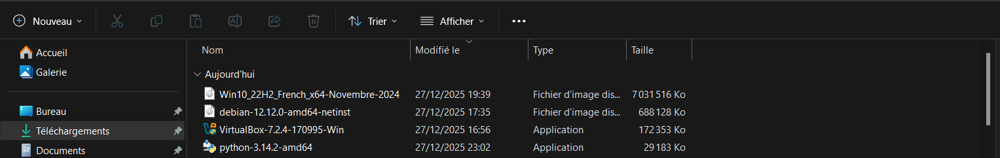 Nouveau Trier Afficher
Accueil
Galerie
Bureau
Téléchargements
Documents
Nom Modifié le Type Taille
Aujourd'hui
Win10_22H2_French_x64-Novembre-2024 27/12/2025 19:39 Fichier d'image dis... 7 031 516 Ko
debian-12.12.0-amd64-netinst 27/12/2025 17:35 Fichier d'image dis... 688 128 Ko
VirtualBox-7.2.4-170995-Win 27/12/2025 16:56 Application 172 353 Ko
python-3.14.2-amd64 27/12/2025 23:02 Application 29 183 Ko